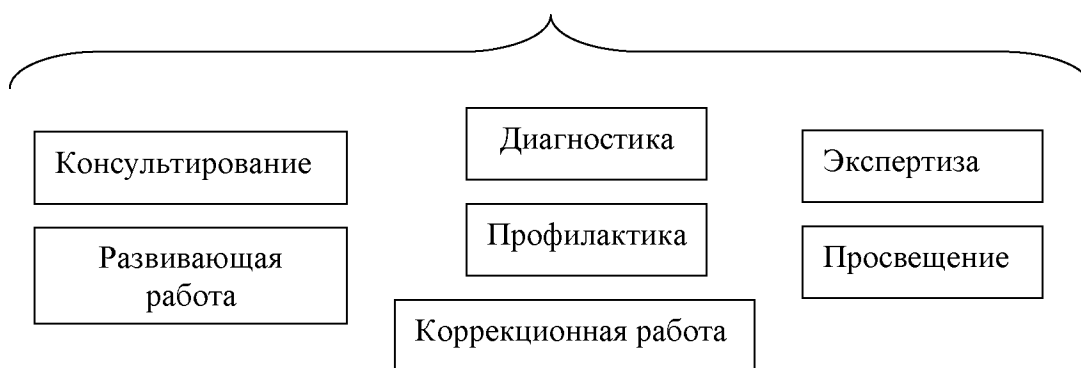 Консультирование
Развивающая
работа
Диагностика
Профилактика
Коррекционная работа
Экспертиза
Просвещение